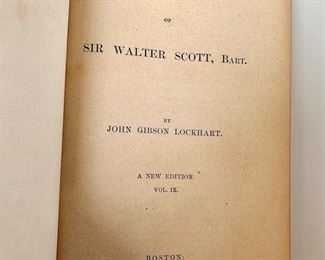 OF
SIR WALTER SCOTT, Bart.
BY
JOHN GIBSON LOCKHART.
A NEW EDITION.
VOL. IX.
BOSTON: